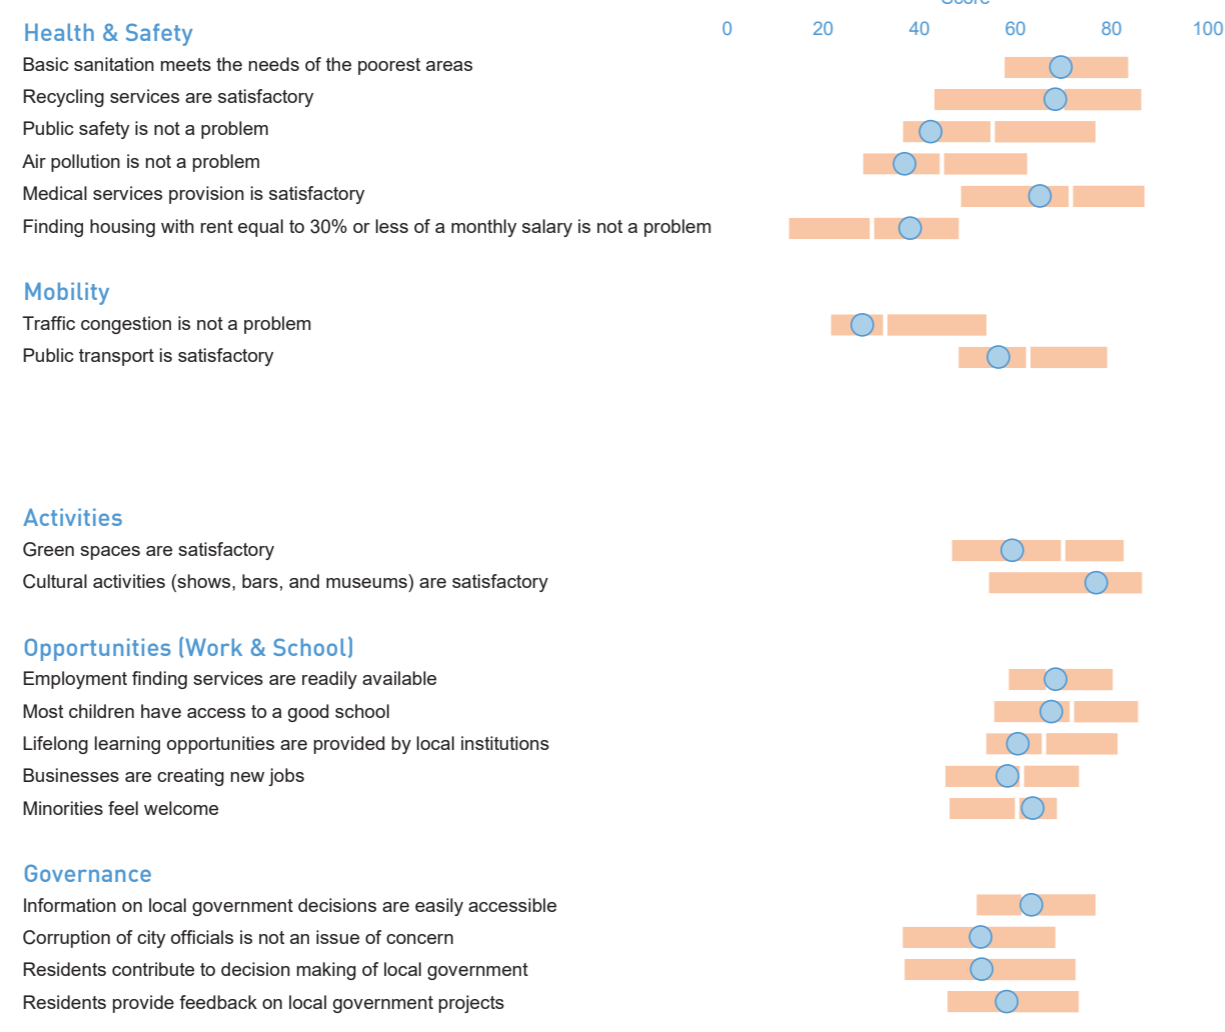 Score
Health & Safety
0 20 40 60 80 100
Basic sanitation meets the needs of the poorest areas
Recycling services are satisfactory
Public safety is not a problem
Air pollution is not a problem
Medical services provision is satisfactory
Finding housing with rent equal to 30% or less of a monthly salary is not a problem
Mobility
Traffic congestion is not a problem
Public transport is satisfactory
Activities
Green spaces are satisfactory
Cultural activities (shows, bars, and museums) are satisfactory
Opportunities (Work & School)
Employment finding services are readily available
Most children have access to a good school
Lifelong learning opportunities are provided by local institutions
Businesses are creating new jobs
Minorities feel welcome
Governance
Information on local government decisions are easily accessible
Corruption of city officials is not an issue of concern
Residents contribute to decision making of local government
Residents provide feedback on local government projects